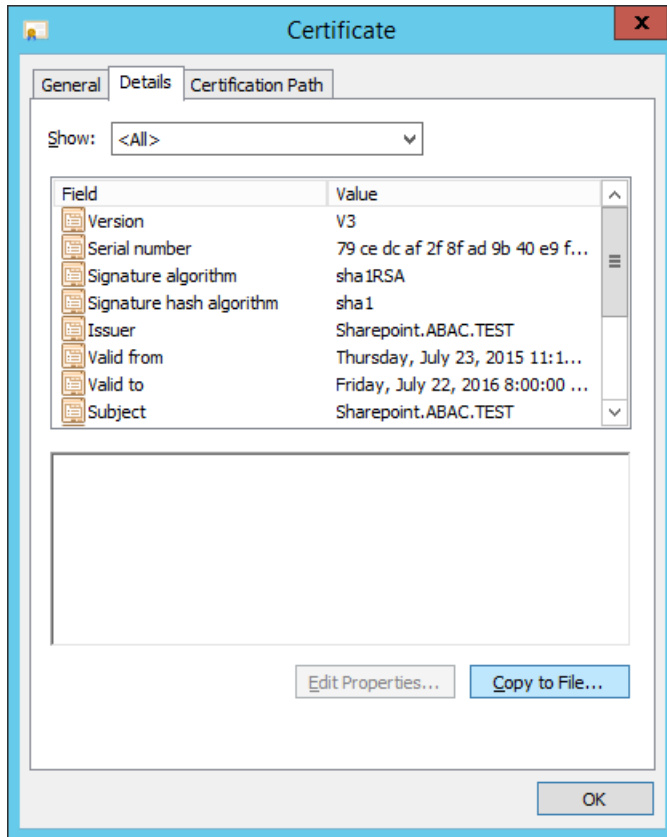 Certificate
x
General Details Certification Path
Show: <All>
Field Value
Version V3
Serial number 79 ce dc af 2f 8f ad 9b 40 e9 f...
Signature algorithm sha1RSA
Signature hash algorithm sha1
Issuer Sharepoint.ABAC.TEST
Valid from Thursday, July 23, 2015 11:1...
Valid to Friday, July 22, 2016 8:00:00 ...
Subject Sharepoint.ABAC.TEST
Edit Properties... Copy to File...
OK